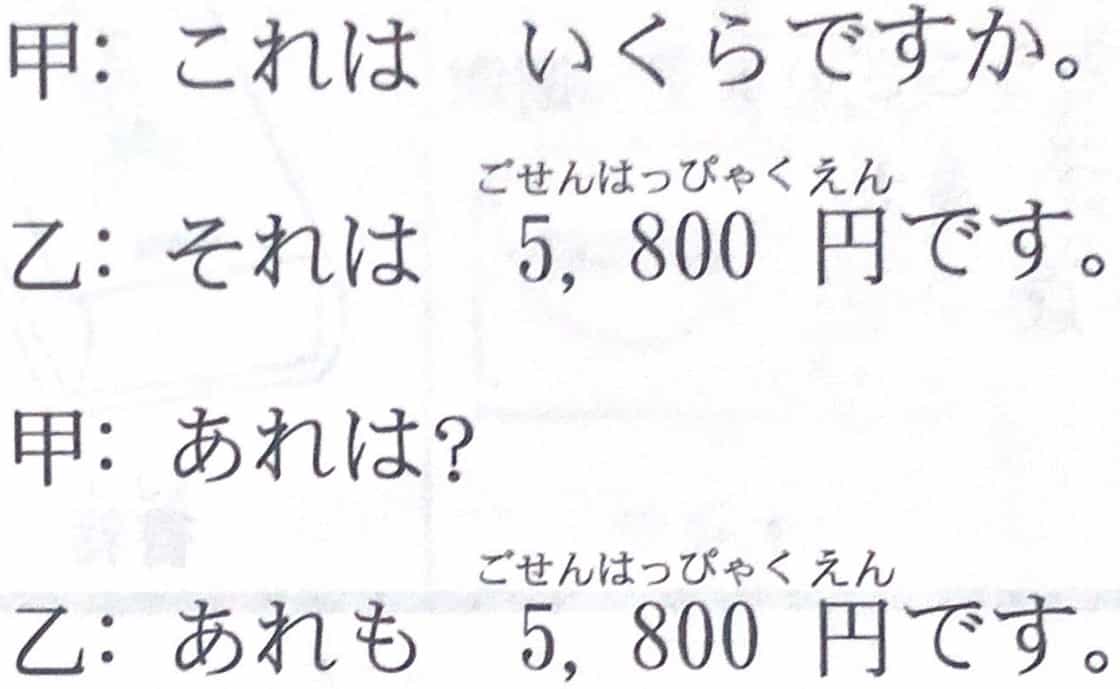 甲: これは いくらですか。
ごせんはっぴゃくえん
乙: それは 5, 800 円です。
甲: あれは?
ごせんはっぴゃくえん
乙: あれも 5, 800 円です。